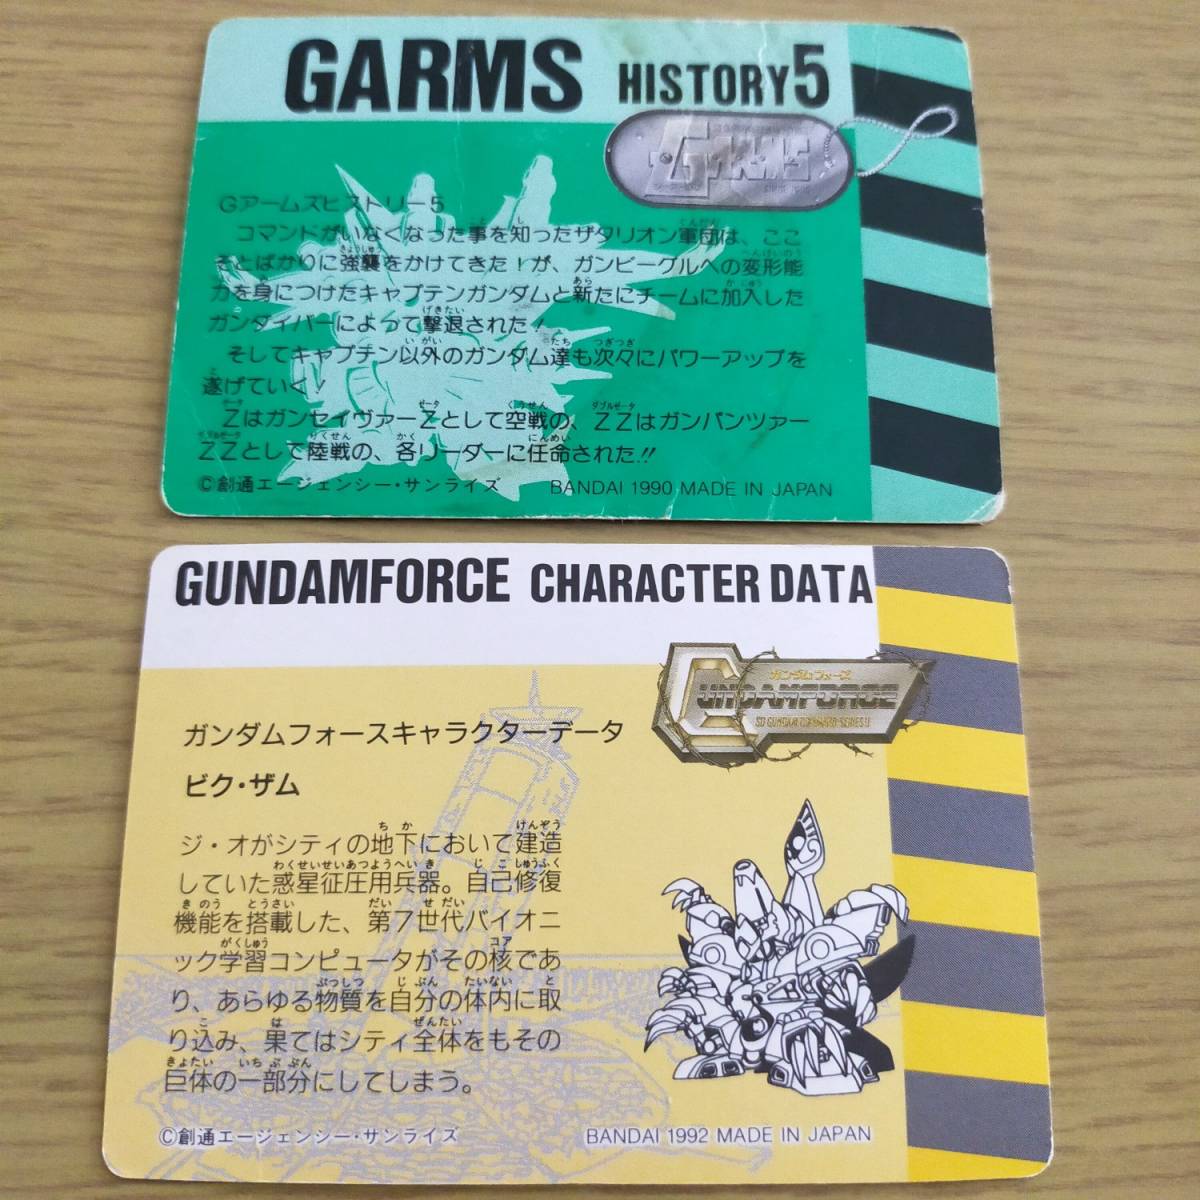 GARMS HISTORY5
GARMS
Gアームズヒストリー5
コマンドがいなくなった事を知ったザタリオン軍団は、ここ
ぞとばかりに強襲をかけてきた!が、ガンビーグルへの変形能
力を身につけたキャプテンガンダムと新たにチームに加入した
ガンダイバーによって撃退された!
そしてキャプテン以外のガンダム達も次々にパワーアップを
遂げていく!
ZはガンセイヴァーZとして空戦の、ZZはガンパンツァー
ZZとして陸戦の、各リーダーに任命された!!
©創通エージェンシー・サンライズ BANDAI 1990 MADE IN JAPAN
GUNDAMFORCE CHARACTER DATA
ガンダムフォース
GUNDAMFORCE
SD GUNDAM COMMAND SERIES II
ガンダムフォースキャラクターデータ
ビク・ザム
ジ・オがシティの地下において建造
していた惑星征圧用兵器。自己修復
機能を搭載した、第7世代バイオニ
ック学習コンピュータがその核であ
り、あらゆる物質を自分の体内に取
り込み、果てはシティ全体をもその
巨体の一部分にしてしまう。
©創通エージェンシー・サンライズ BANDAI 1992 MADE IN JAPAN